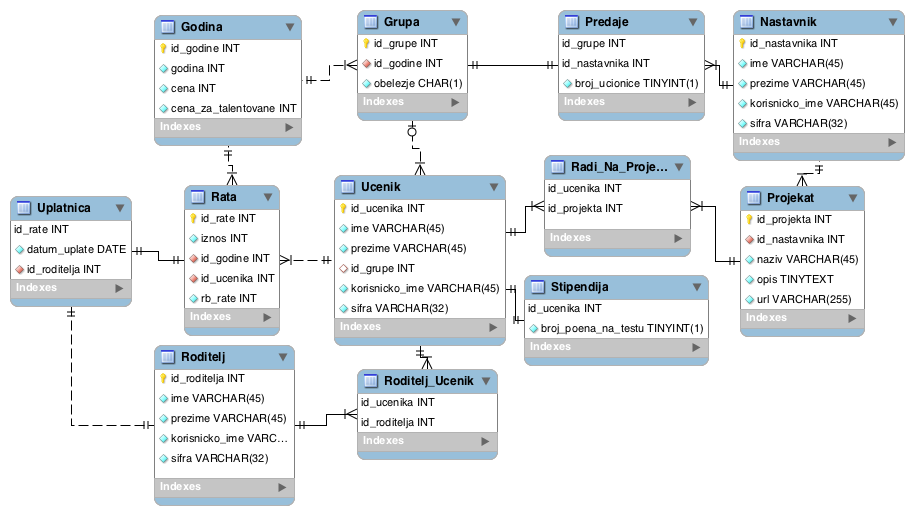 Godina
id_godine INT
godina INT
cena INT
cena_za_talentovane INT
Indexes
Grupa
id_grupe INT
id_godine INT
obelezje CHAR(1)
Indexes
Predaje
id_grupe INT
id_nastavnika INT
broj_ucionice TINYINT(1)
Indexes
Nastavnik
id_nastavnika INT
ime VARCHAR(45)
prezime VARCHAR(45)
korisnicko_ime VARCHAR(45)
sifra VARCHAR(32)
Indexes
Uplatnica
id_rate INT
datum_uplate DATE
id_roditelja INT
Indexes
Rata
id_rate INT
iznos INT
id_godine INT
id_ucenika INT
rb_rate INT
Indexes
Ucenik
id_ucenika INT
ime VARCHAR(45)
prezime VARCHAR(45)
id_grupe INT
korisnicko_ime VARCHAR(45)
sifra VARCHAR(32)
Indexes
Radi_Na_Proje...
id_ucenika INT
id_projekta INT
Indexes
Projekat
id_projekta INT
id_nastavnika INT
naziv VARCHAR(45)
opis TINYTEXT
url VARCHAR(255)
Indexes
Stipendija
id_ucenika INT
broj_poena_na_testu TINYINT(1)
Indexes
Roditelj
id_roditelja INT
ime VARCHAR(45)
prezime VARCHAR(45)
korisnicko_ime VARC...
sifra VARCHAR(32)
Indexes
Roditelj_Ucenik
id_ucenika INT
id_roditelja INT
Indexes